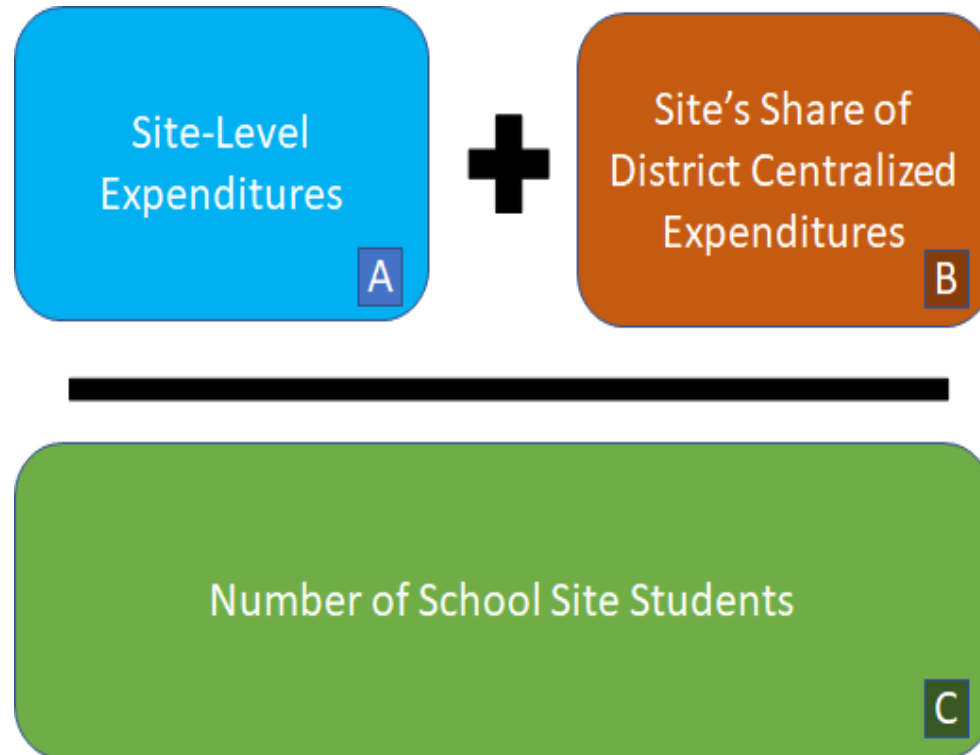 Site-Level
Expenditures
A
Site's Share of
District Centralized
Expenditures
B
Number of School Site Students
C